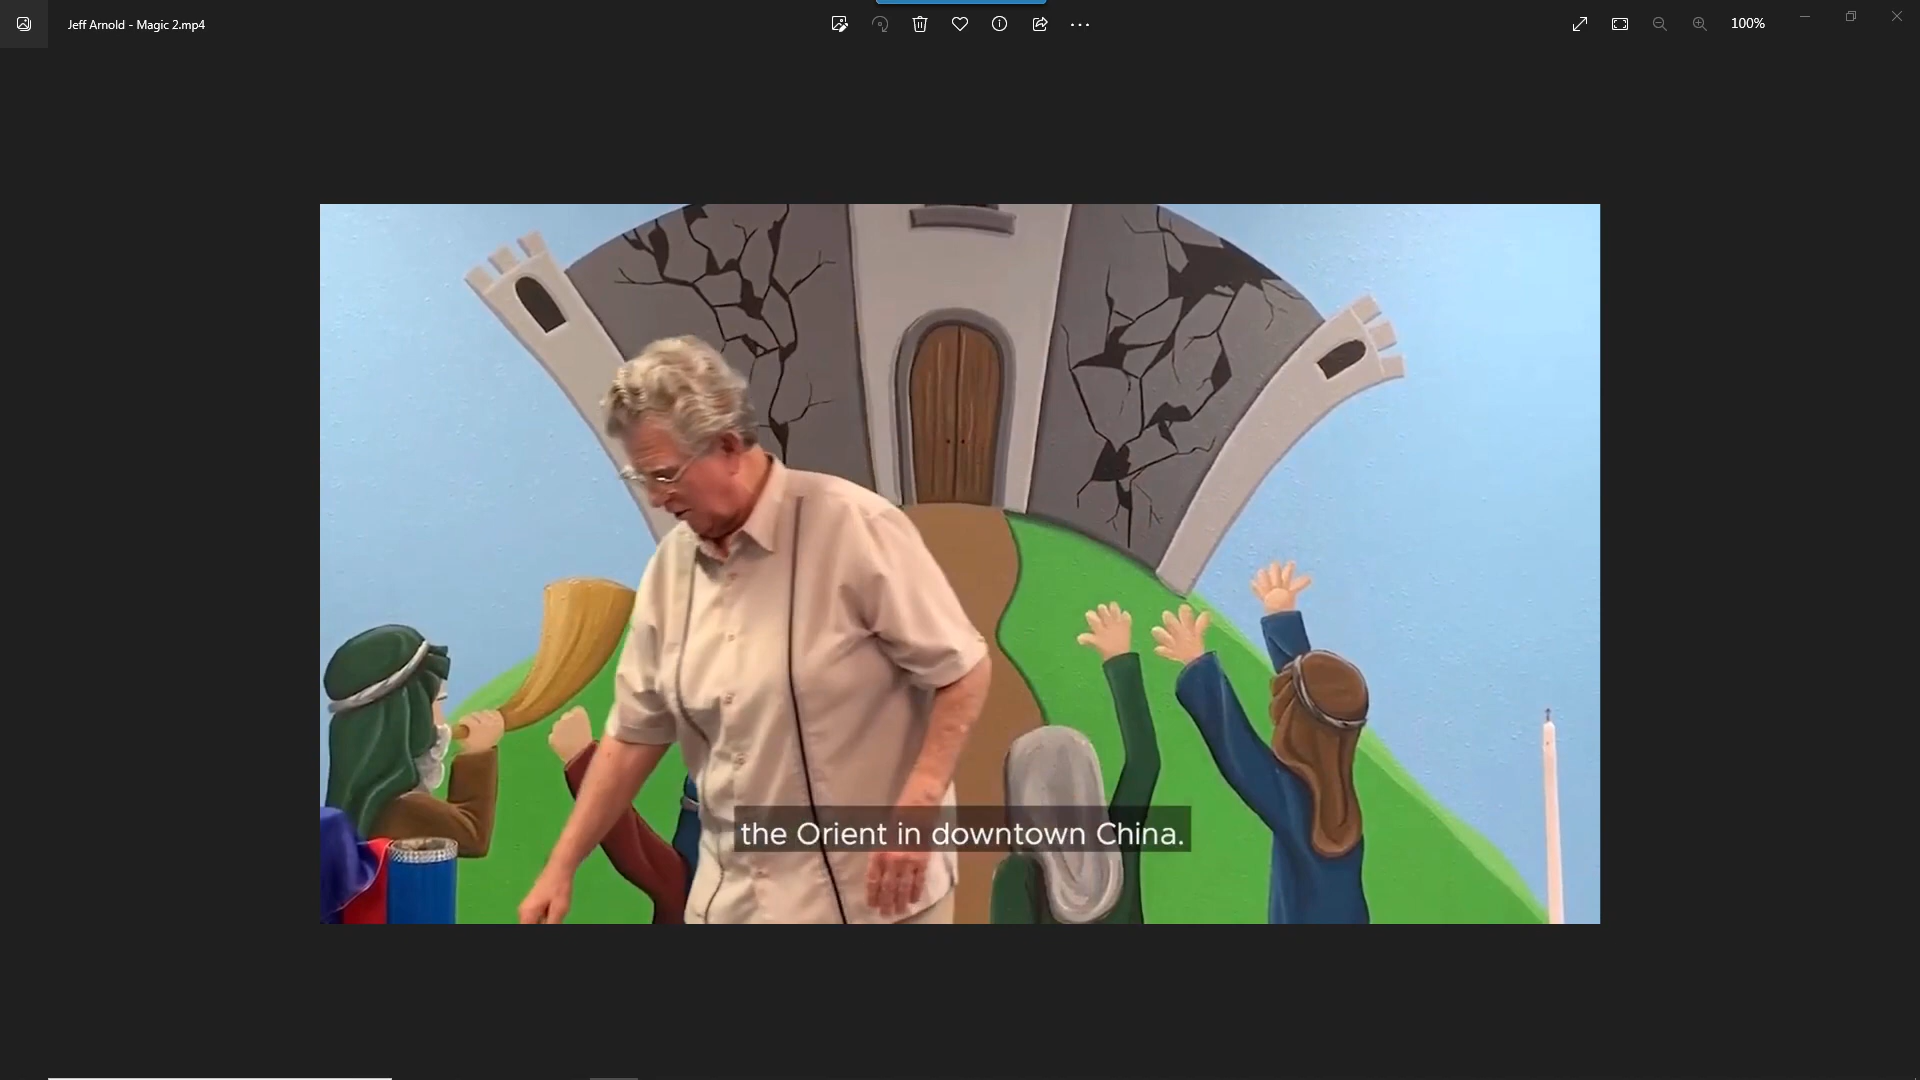 Jeff Arnold - Magic 2.mp4
100%
the Orient in downtown China.